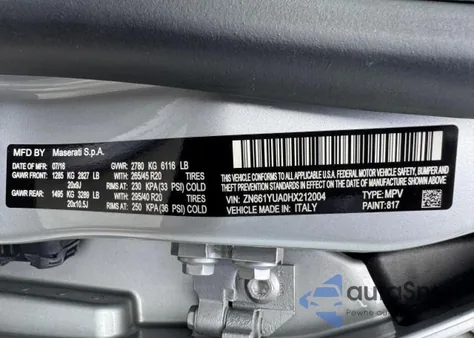 MFD BY Maserati S.p.A.
DATE OF MFR: 07/16 GVWR: 2780 KG 6116 LB
GAWR FRONT: 1285 KG 2827 LB WITH: 265/45 R20 TIRES
20x9J RIMS AT: 230 KPA (33 PSI) COLD
GAWR REAR: 1495 KG 3289 LB WITH: 295/40 R20 TIRES
20x10.5J RIMS AT: 250 KPA (36 PSI) COLD
THIS VEHICLE CONFORMS TO ALL APPLICABLE U.S. FEDERAL MOTOR VEHICLE SAFETY, BUMPER AND
THEFT PREVENTION STANDARDS IN EFFECT ON THE DATE OF MANUFACTURE SHOWN ABOVE
VIN: ZN661YUA0HX212004 TYPE: MPV
VEHICLE MADE IN: ITALY PAINT: 817
Powered by